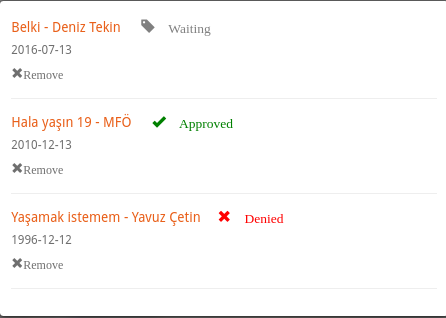 Belki - Deniz Tekin Waiting
2016-07-13
Remove
Hala yaşın 19 - MFÖ Approved
2010-12-13
Remove
Yaşamak istemem - Yavuz Çetin Denied
1996-12-12
Remove